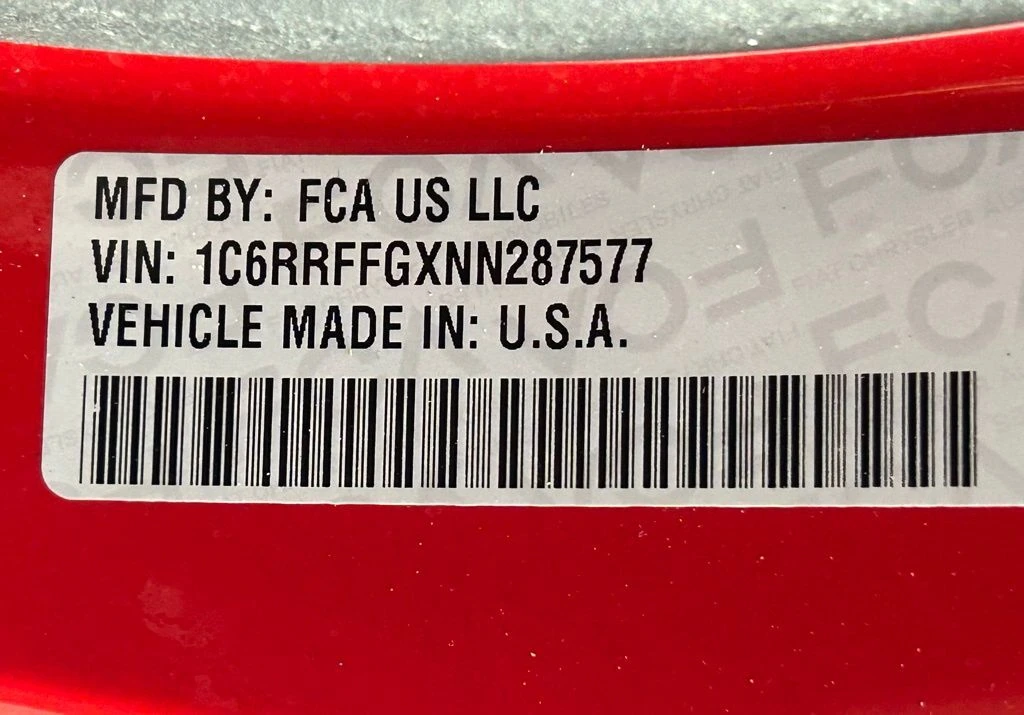 MFD BY: FCA US LLC
VIN: 1C6RRFFGXNN287577
VEHICLE MADE IN: U.S.A.